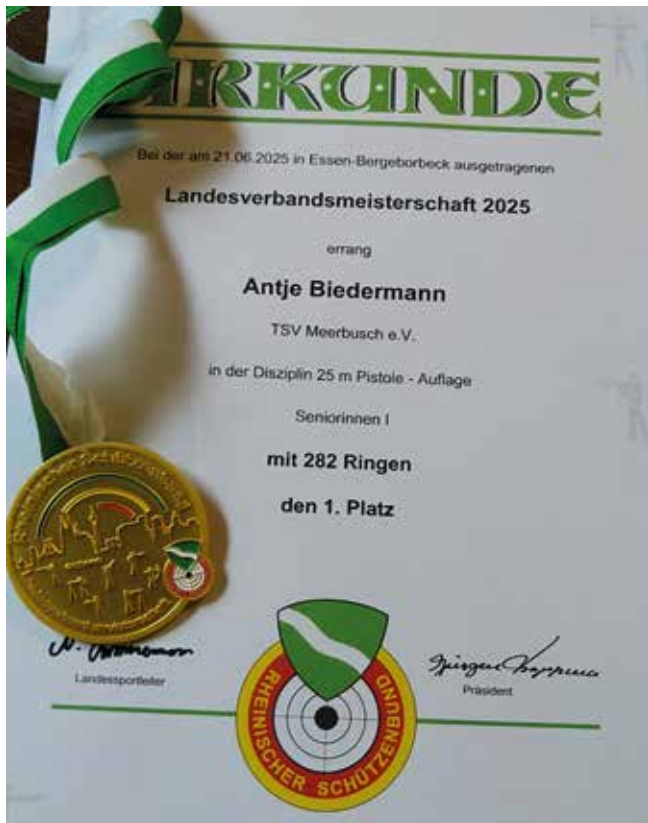 URKUNDE
Bei der am 21.06.2025 in Essen-Bergeborbeck ausgetragenen
Landesverbandsmeisterschaft 2025
errang
Antje Biedermann
TSV Meerbusch e.V.
in der Disziplin 25 m Pistole - Auflage
Seniorinnen I
mit 282 Ringen
den 1. Platz
Landessportleiter
Präsident
RHEINISCHER SCHÜTZENBUND